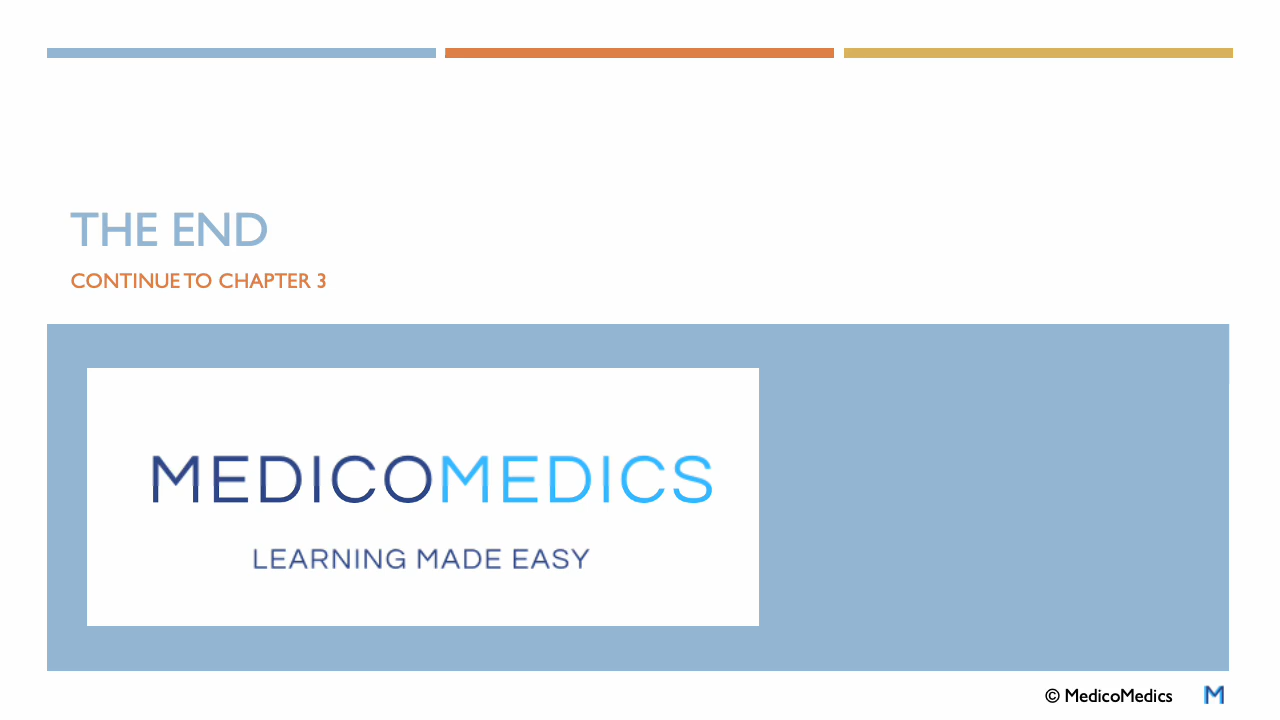 THE END
CONTINUE TO CHAPTER 3
MEDICOMEDICS
LEARNING MADE EASY
© MedicoMedics M